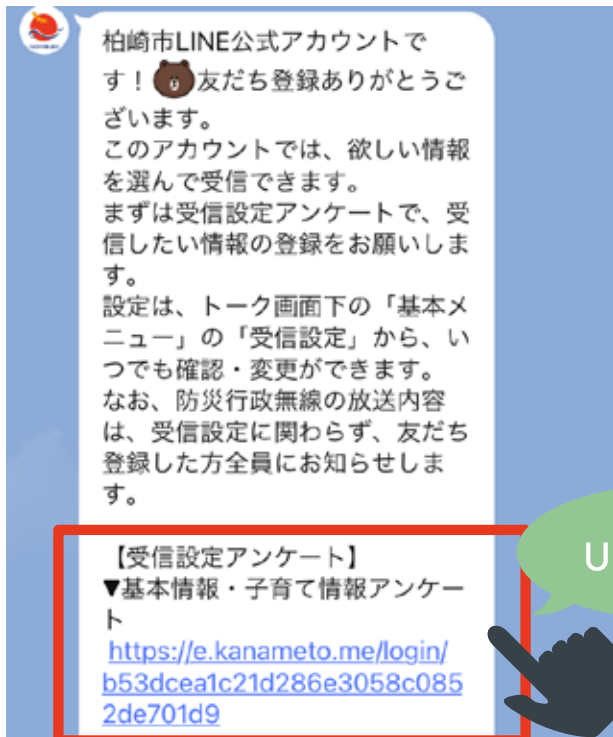 柏崎市LINE公式アカウントで
す！友だち登録ありがとうご
ざいます。
このアカウントでは、欲しい情報
を選んで受信できます。
まずは受信設定アンケートで、受
信したい情報の登録をお願いしま
す。
設定は、トーク画面下の「基本メ
ニュー」の「受信設定」から、い
つでも確認・変更ができます。
なお、防災行政無線の放送内容
は、受信設定に関わらず、友だち
登録した方全員にお知らせしま
す。
【受信設定アンケート】
▼基本情報・子育て情報アンケー
ト
https://e.kanameto.me/login/
b53dcea1c21d286e3058c085
2de701d9
U